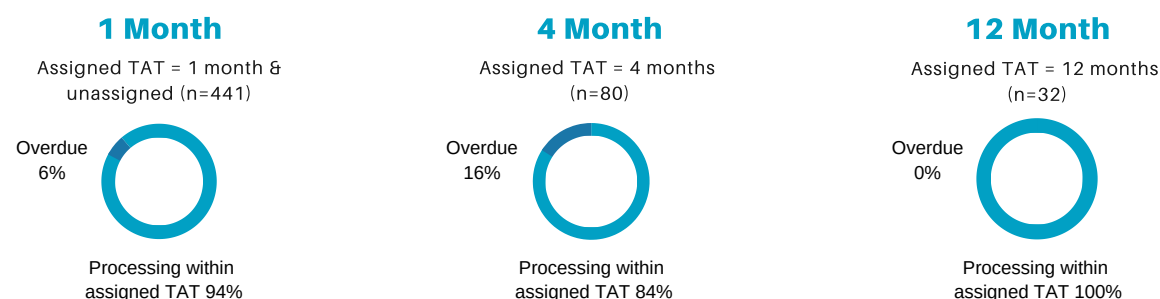 1 Month
Assigned TAT = 1 month &
unassigned (n=441)
Overdue
6%
Processing within
assigned TAT 94%
4 Month
Assigned TAT = 4 months
(n=80)
Overdue
16%
Processing within
assigned TAT 84%
12 Month
Assigned TAT = 12 months
(n=32)
Overdue
0%
Processing within
assigned TAT 100%